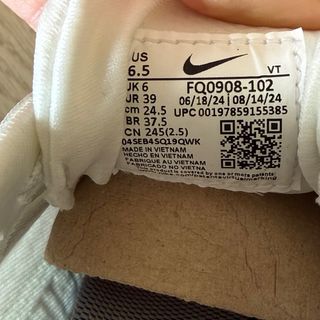 US
6.5
VT
UK 6
FQ0908-102
EUR 39
06/18/24 | 08/14/24
cm 24.5
UPC 00197859155385
BR 37.5
CN 245(2.5)
04SEB4SQ19QWK
MADE IN VIETNAM
HECHO EN VIETNAM
FABRIQUE AU VIETNAM
FABRICADO NO VIETNAM